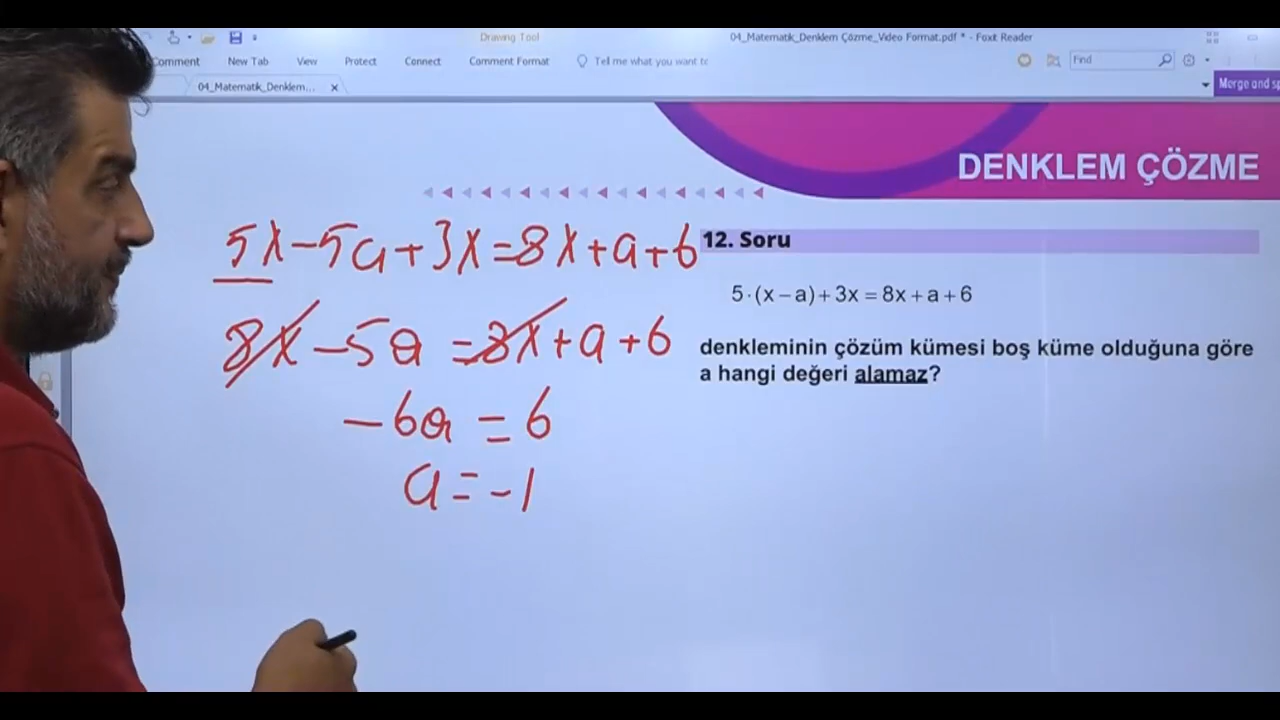 Drawing Tool
04_Matematik_Denklem Çözme_Video Format.pdf * - Foxit Reader
Comment New Tab View Protect Connect Comment Format Tell me what you want to
Find
04_Matematik_Denklem... ×
Merge and sp
DENKLEM ÇÖZME
5x-5a+3x=8x+a+6
8x-5a=8x+a+6
-6a=6
a=-1
12. Soru
5·(x – a) + 3x = 8x + a + 6
denkleminin çözüm kümesi boş küme olduğuna göre
a hangi değeri alamaz?